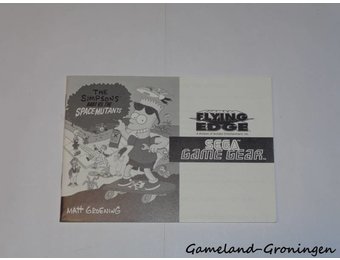 THE
SIMPSONS
BART VS. THE
SPACE MUTANTS
MATT GROENING
FLYING
EDGE
SEGA
GAME GEAR
Gameland-Groningen